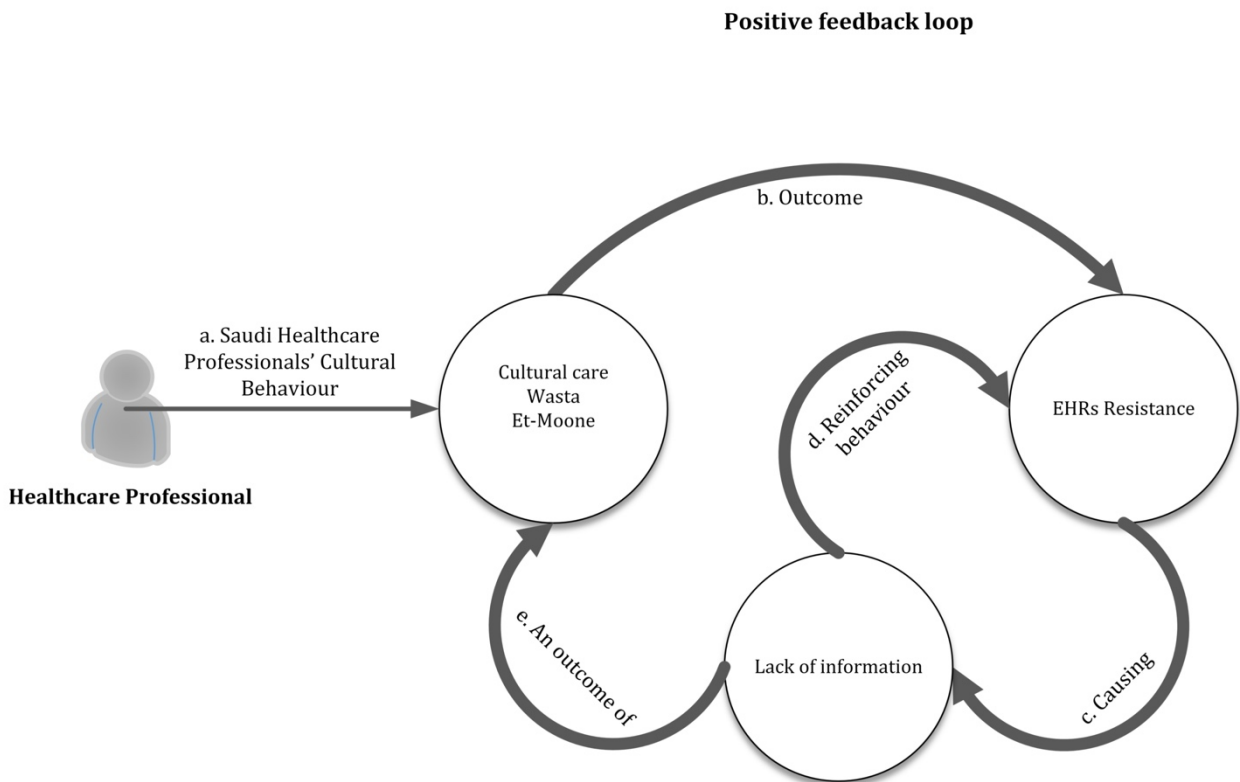 Positive feedback loop
b. Outcome
a. Saudi Healthcare
Professionals’ Cultural
Behaviour
Cultural care
Wasta
Et-Moone
d. Reinforcing
behaviour
EHRs Resistance
Healthcare Professional
e. An outcome of
Lack of information
c. Causing